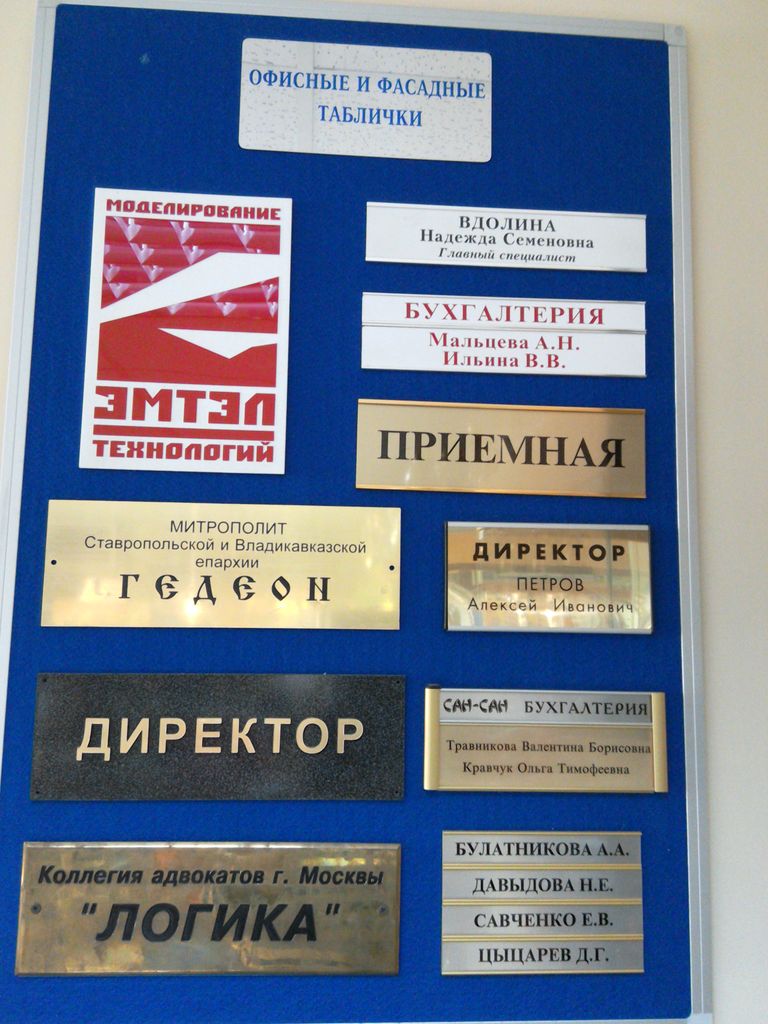 ОФИСНЫЕ И ФАСАДНЫЕ
ТАБЛИЧКИ
МОДЕЛИРОВАНИЕ
ЭМТЭЛ
ТЕХНОЛОГИЙ
ВДОЛИНА
Надежда Семеновна
Главный специалист
БУХГАЛТЕРИЯ
Мальцева А.Н.
Ильина В.В.
ПРИЕМНАЯ
МИТРОПОЛИТ
Ставропольской и Владикавказской
епархии
ГЕДЕОН
ДИРЕКТОР
ПЕТРОВ
Алексей Иванович
ДИРЕКТОР
САН-САН БУХГАЛТЕРИЯ
Травникова Валентина Борисовна
Кравчук Ольга Тимофеевна
Коллегия адвокатов г. Москвы
"ЛОГИКА"
БУЛАТНИКОВА А.А.
ДАВЫДОВА Н.Е.
САВЧЕНКО Е.В.
ЦЫЦАРЕВ Д.Г.